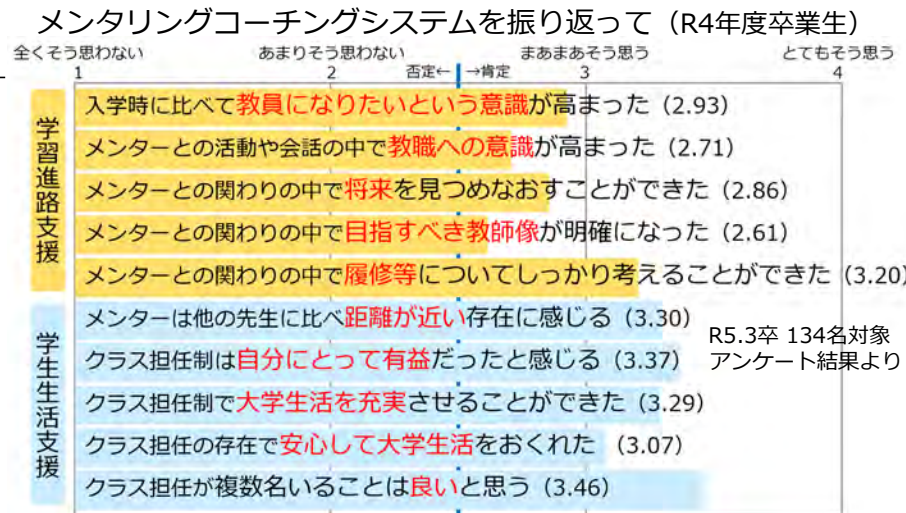 メンタリングコーチングシステムを振り返って（R4年度卒業生）
全くそう思わない あまりそう思わない まあまあそう思う とてもそう思う
1 2 否定← →肯定 3 4
学習進路支援
入学時に比べて教員になりたいという意識が高まった（2.93）
メンターとの活動や会話の中で教職への意識が高まった（2.71）
メンターとの関わりの中で将来を見つめなおすことができた（2.86）
メンターとの関わりの中で目指すべき教師像が明確になった（2.61）
メンターとの関わりの中で履修等についてしっかり考えることができた（3.20）
学生生活支援
メンターは他の先生に比べ距離が近い存在に感じる（3.30）
クラス担任制は自分にとって有益だったと感じる（3.37）
クラス担任制で大学生活を充実させることができた（3.29）
クラス担任の存在で安心して大学生活をおくれた（3.07）
クラス担任が複数名いることは良いと思う（3.46）
R5.3卒 134名対象
アンケート結果より